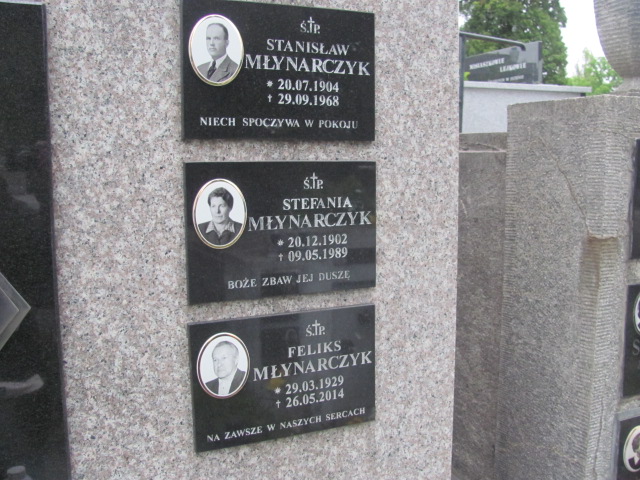 Ś.†P.
STANISŁAW
MŁYNARCZYK
* 20.07.1904
† 29.09.1968
NIECH SPOCZYWA W POKOJU
Ś.†P.
STEFANIA
MŁYNARCZYK
* 20.12.1902
† 09.05.1989
BOŻE ZBAW JEJ DUSZĘ
Ś.†P.
FELIKS
MŁYNARCZYK
* 29.03.1929
† 26.05.2014
NA ZAWSZE W NASZYCH SERCACH